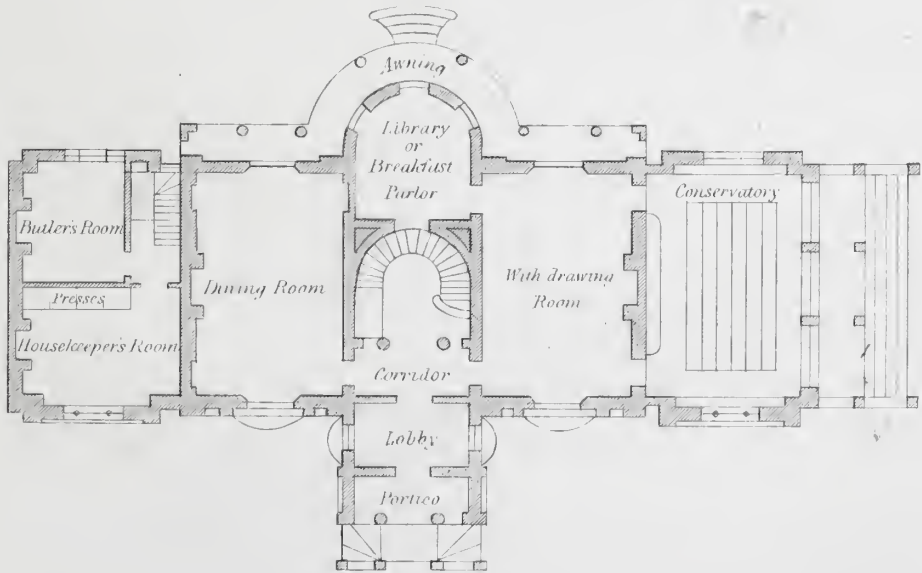 Awning
Library
or
Breakfast
Parlor
Conservatory
Butler's Room
Dining Room
With drawing
Room
Presses
Housekeeper's Room
Corridor
Lobby
Portico